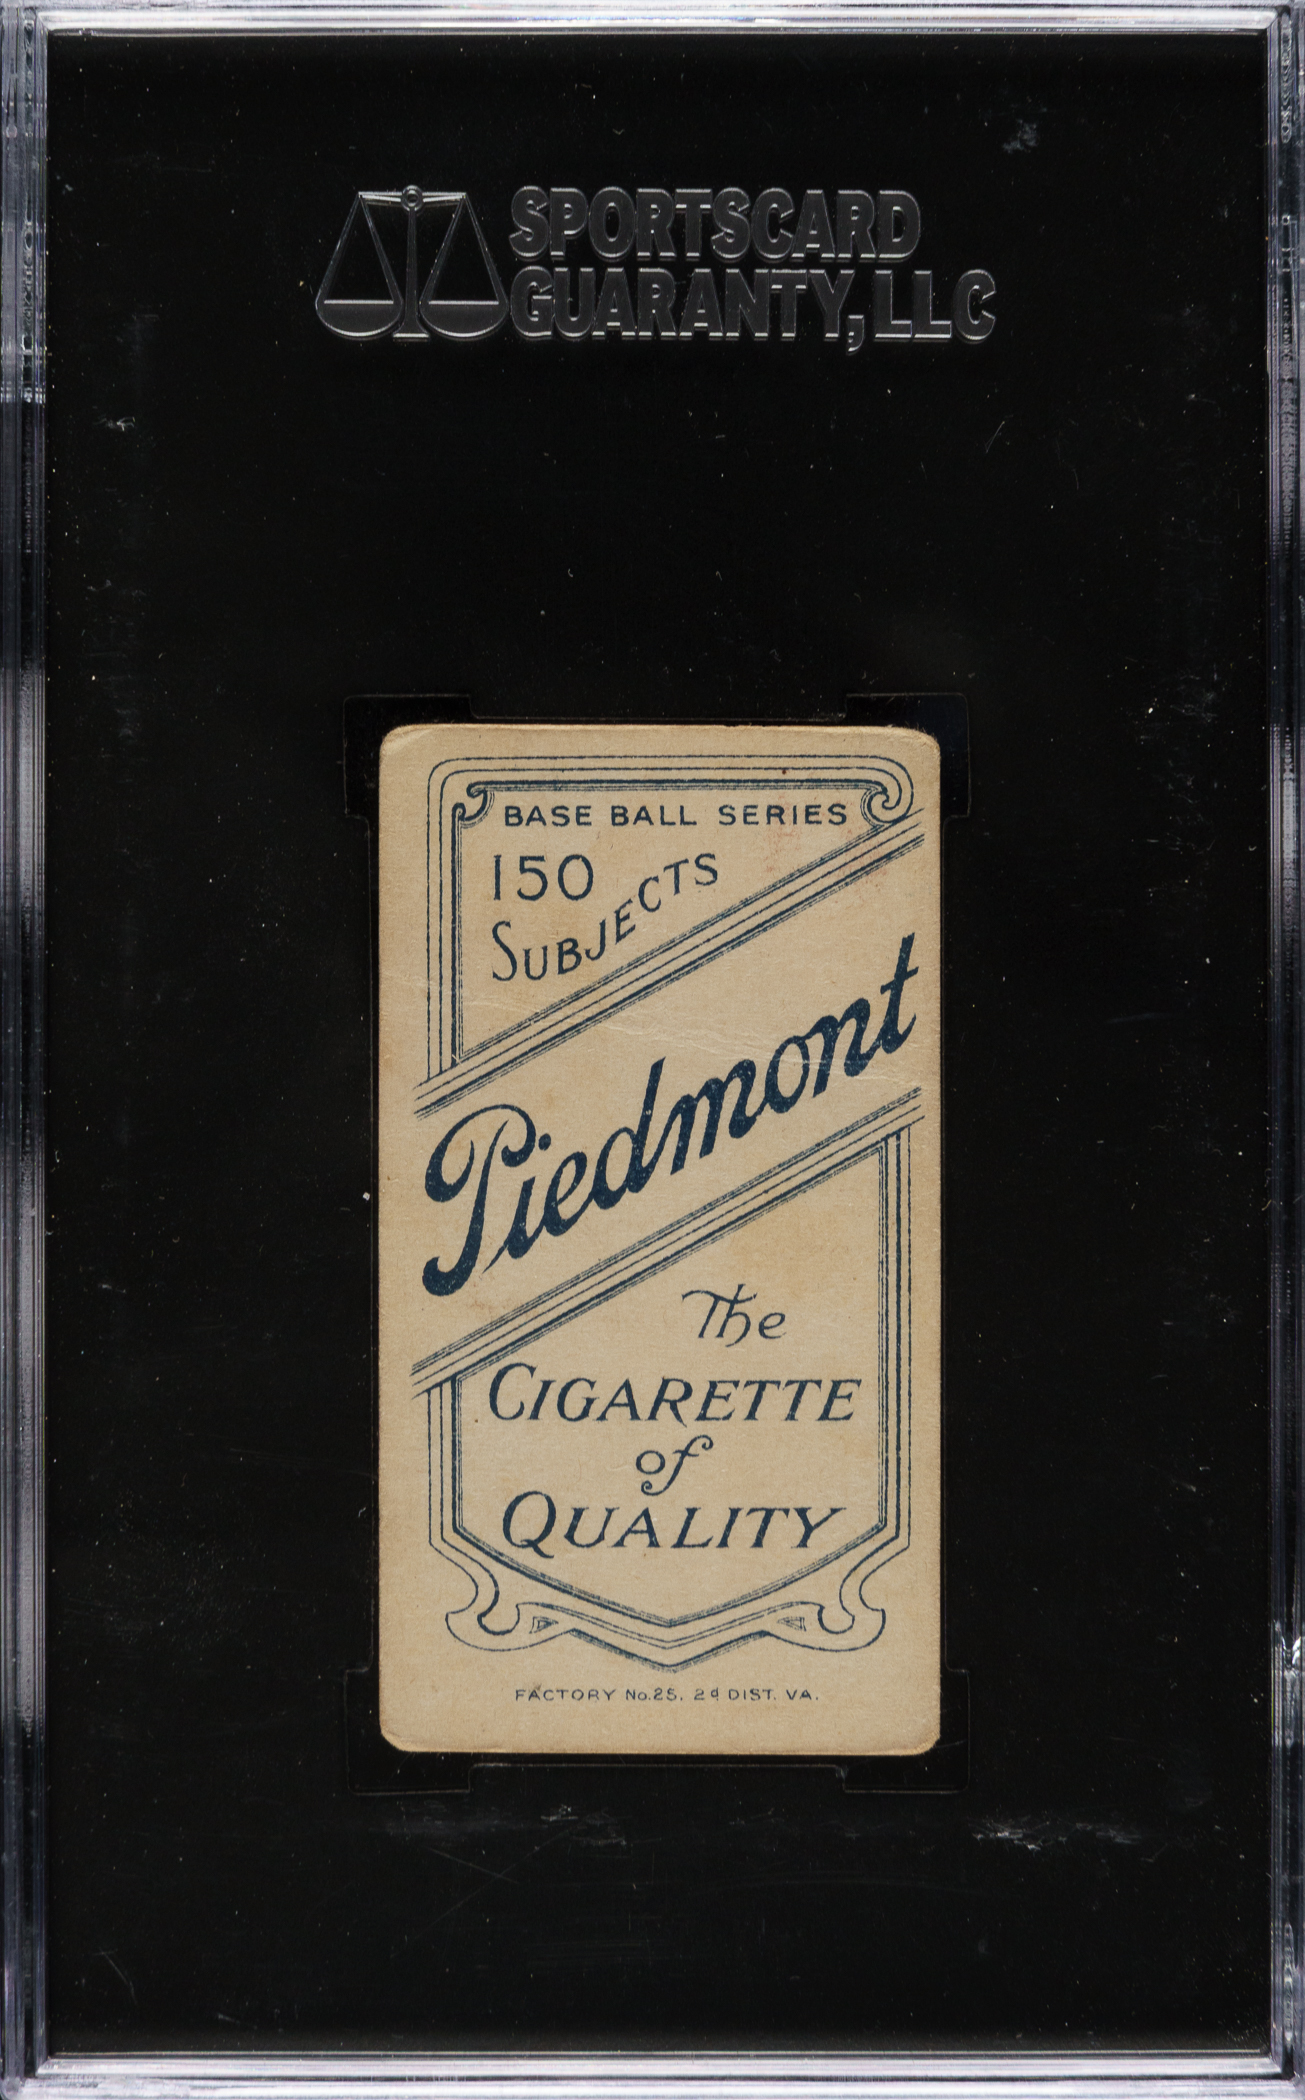 SPORTSCARD
GUARANTY, LLC
BASE BALL SERIES
150
SUBJECTS
Piedmont
The
CIGARETTE
of
QUALITY
FACTORY No.25. 2d DIST. VA.